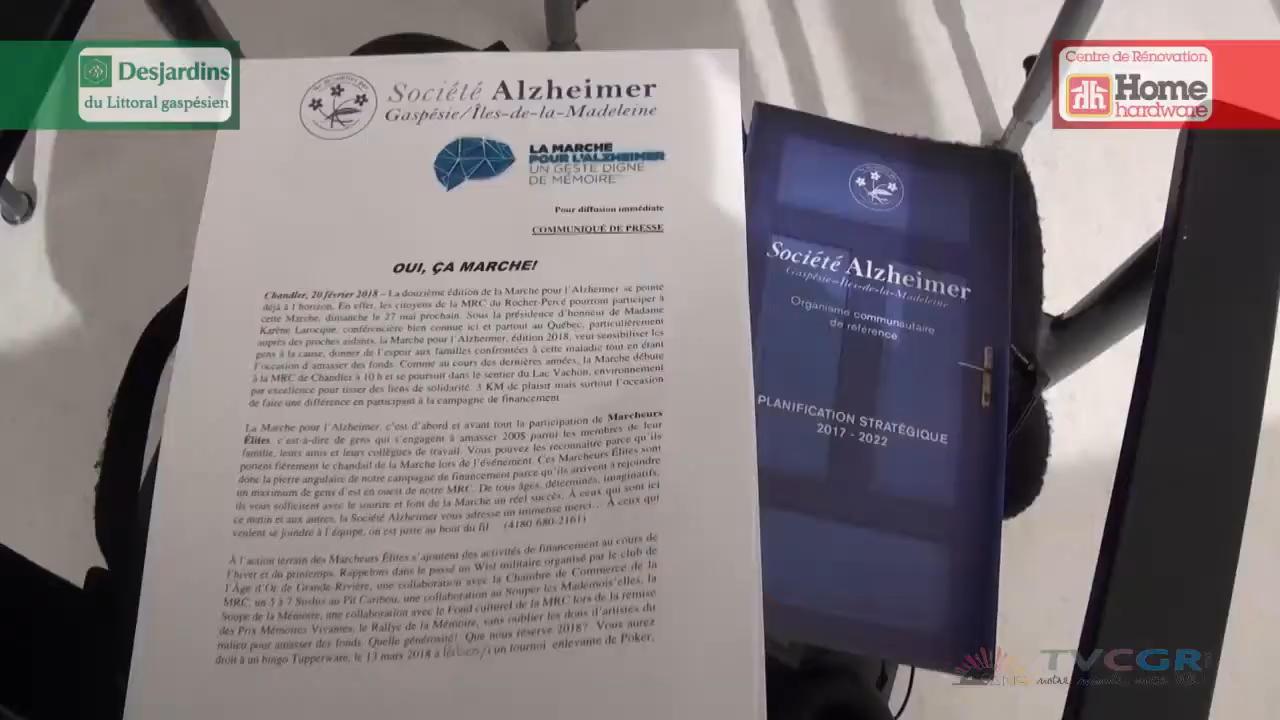 Desjardins
du Littoral gaspésien
Centre de Rénovation
Home
hardware
Société Alzheimer
Gaspésie/Îles-de-la-Madeleine
LA MARCHE
POUR L'ALZHEIMER
UN GESTE DIGNE
DE MÉMOIRE
Pour diffusion immédiate
COMMUNIQUÉ DE PRESSE
OUI, ÇA MARCHE!
Chandler, 20 février 2018 – La douzième édition de la Marche pour l'Alzheimer se pointe
déjà à l'horizon. En effet, les citoyens de la MRC du Rocher-Percé pourront participer à
cette Marche, dimanche le 27 mai prochain. Sous la présidence d'honneur de Madame
Karène Larocque, conférencière bien connue ici et partout au Québec, particulièrement
auprès des proches aidants, la Marche pour l'Alzheimer, édition 2018, veut sensibiliser les
gens à la cause, donner de l'espoir aux familles confrontées à cette maladie tout en étant
l'occasion d'amasser des fonds. Comme au cours des dernières années, la Marche débute
à la MRC de Chandler à 10 h et se poursuit dans le sentier du Lac Vachon, environnement
par excellence pour tisser des liens de solidarité. 3 KM de plaisir mais surtout l'occasion
de faire une différence en participant à la campagne de financement
La Marche pour l'Alzheimer, c'est d'abord et avant tout la participation de Marcheurs
Élites, c'est-à-dire de gens qui s'engagent à amasser 200$ parmi les membres de leur
famille, leurs amis et leurs collègues de travail. Vous pouvez les reconnaître parce qu'ils
portent fièrement le chandail de la Marche lors de l'événement. Ces Marcheurs Élites sont
donc la pierre angulaire de notre campagne de financement parce qu'ils arrivent à rejoindre
un maximum de gens d'est en ouest de notre MRC. De tous âges, déterminés, imaginatifs,
ils vous sollicitent avec le sourire et font de la Marche un réel succès. À ceux qui sont ici
ce matin et aux autres, la Société Alzheimer vous adresse un immense merci… À ceux qui
veulent se joindre à l'équipe, on est juste au bout du fil (4180 680-2161)
À l'action terrain des Marcheurs Élites s'ajoutent des activités de financement au cours de
l'hiver et du printemps. Rappelons dans le passé un Wist militaire organisé par le club de
l'Âge d'Or de Grande-Rivière, une collaboration avec la Chambre de Commerce de la
MRC, un 5 à 7 Sushis au Pit Caribou, une collaboration au Souper les Mademois'elles, la
Soupe de la Mémoire, une collaboration avec le Fond culturel de la MRC lors de la remise
des Prix Mémoires Vivantes, le Rallye de la Mémoire, sans oublier les dons d'artistes du
milieu pour amasser des fonds. Quelle générosité! Que nous réserve 2018? Vous aurez
droit à un bingo Tupperware, le 13 mars 2018 à un tournoi enlevante de Poker,
Société Alzheimer
Gaspésie–Îles-de-la-Madeleine
Organisme communautaire
de référence
PLANIFICATION STRATÉGIQUE
2017 - 2022
TVCGR